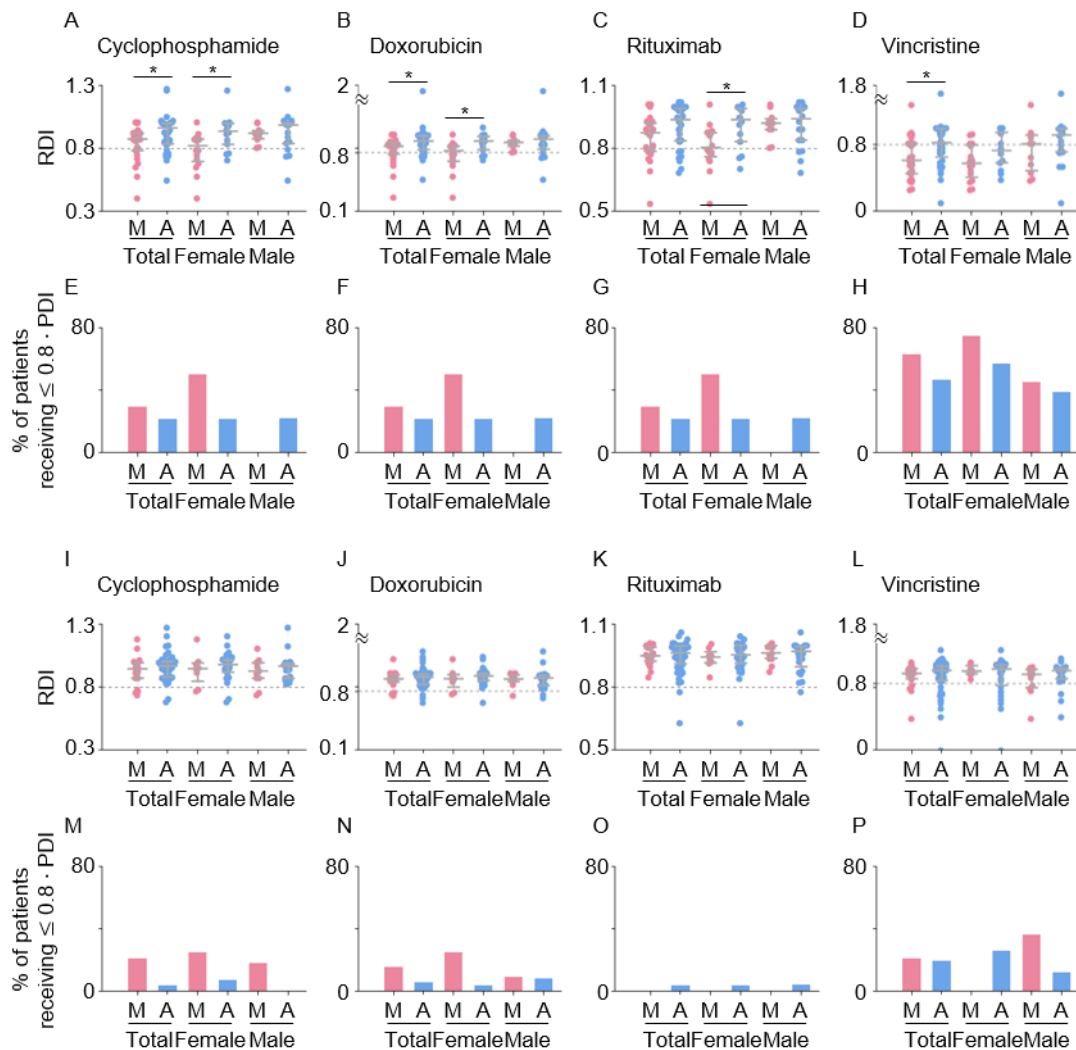 A B C D
Cyclophosphamide Doxorubicin Rituximab Vincristine
* * * * * *
RDI
1.3 0.8 0.3
2 0.8 0.1
1.1 0.8 0.5
1.8 0.8 0
M A M A M A M A M A M A M A M A M A M A M A M A
Total Female Male Total Female Male Total Female Male Total Female Male
E F G H
% of patients
receiving ≤ 0.8 · PDI
80 0 80 0 80 0 80 0
M A M A M A M A M A M A M A M A M A M A M A M A
Total Female Male Total Female Male Total Female Male Total Female Male
I J K L
Cyclophosphamide Doxorubicin Rituximab Vincristine
RDI
1.3 0.8 0.3
2 0.8 0.1
1.1 0.8 0.5
1.8 0.8 0
M A M A M A M A M A M A M A M A M A M A M A M A
Total Female Male Total Female Male Total Female Male Total Female Male
M N O P
% of patients
receiving ≤ 0.8 · PDI
80 0 80 0 80 0 80 0
M A M A M A M A M A M A M A M A M A M A M A M A
Total Female Male Total Female Male Total Female Male Total Female Male